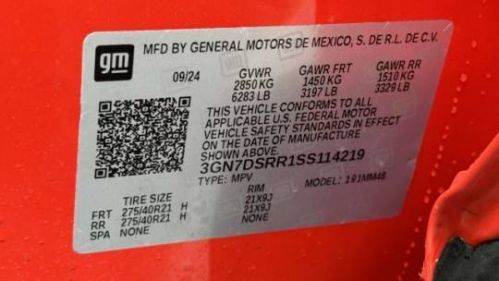 gm
MFD BY GENERAL MOTORS DE MEXICO, S. DE R.L. DE C.V.
09/24 GVWR GAWR FRT GAWR RR
2850 KG 1450 KG 1510 KG
6283 LB 3197 LB 3329 LB
THIS VEHICLE CONFORMS TO ALL
APPLICABLE U.S. FEDERAL MOTOR
VEHICLE SAFETY STANDARDS IN EFFECT
ON THE DATE OF MANUFACTURE
SHOWN ABOVE.
3GN7DSRR1SS114219
TYPE: MPV MODEL: 191MM48
TIRE SIZE RIM
FRT 275/40R21 H 21X9J
RR 275/40R21 H 21X9J
SPA NONE NONE